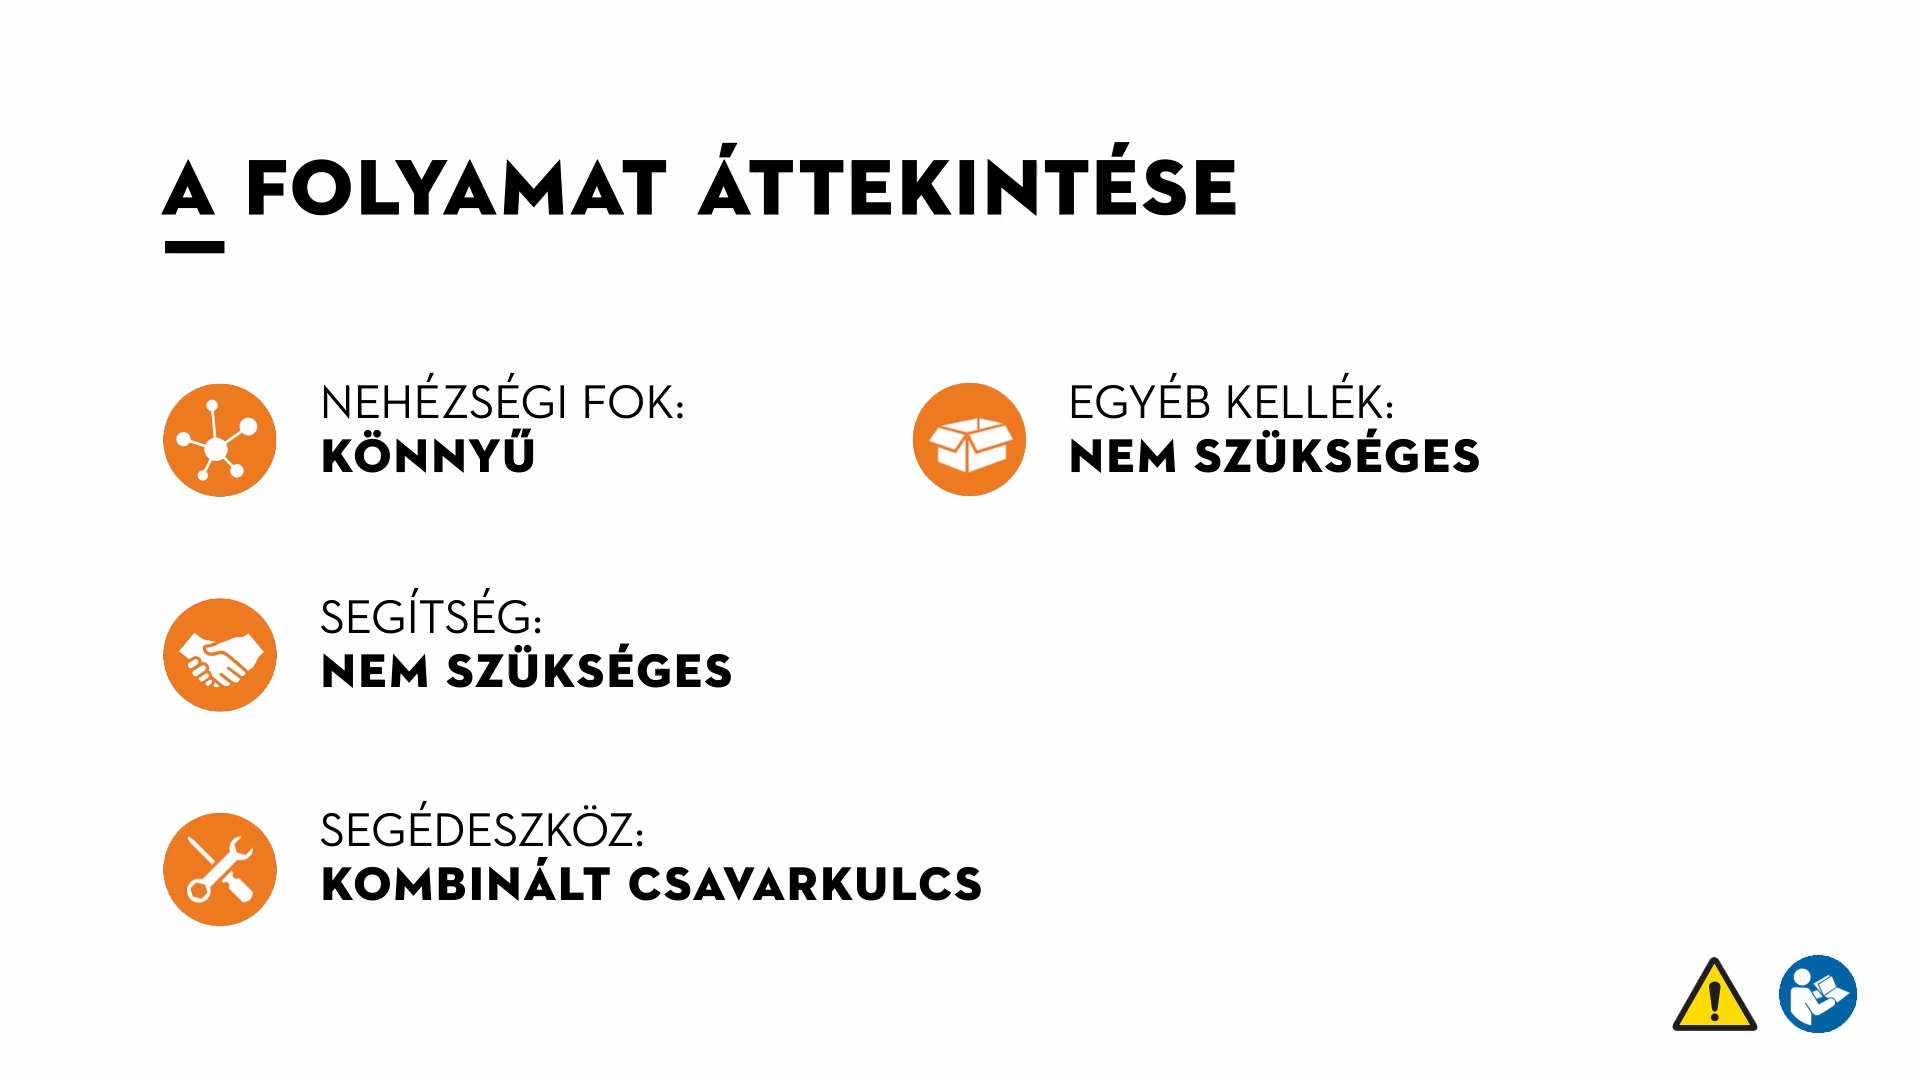 A FOLYAMAT ÁTTEKINTÉSE
NEHÉZSÉGI FOK:
KÖNNYŰ
SEGÍTSÉG:
NEM SZÜKSÉGES
SEGÉDESZKÖZ:
KOMBINÁLT CSAVARKULCS
EGYÉB KELLÉK:
NEM SZÜKSÉGES